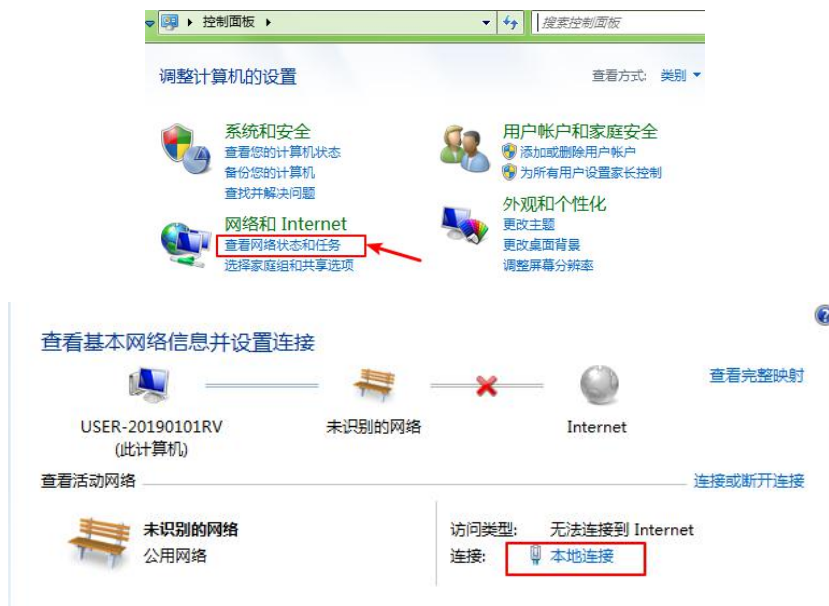 控制面板
搜索控制面板
调整计算机的设置
查看方式: 类别
系统和安全
查看您的计算机状态
备份您的计算机
查找并解决问题
网络和 Internet
查看网络状态和任务
选择家庭组和共享选项
用户帐户和家庭安全
添加或删除用户帐户
为所有用户设置家长控制
外观和个性化
更改主题
更改桌面背景
调整屏幕分辨率
查看基本网络信息并设置连接
查看完整映射
USER-20190101RV
(此计算机)
未识别的网络
Internet
查看活动网络
连接或断开连接
未识别的网络
公用网络
访问类型: 无法连接到 Internet
连接: 本地连接